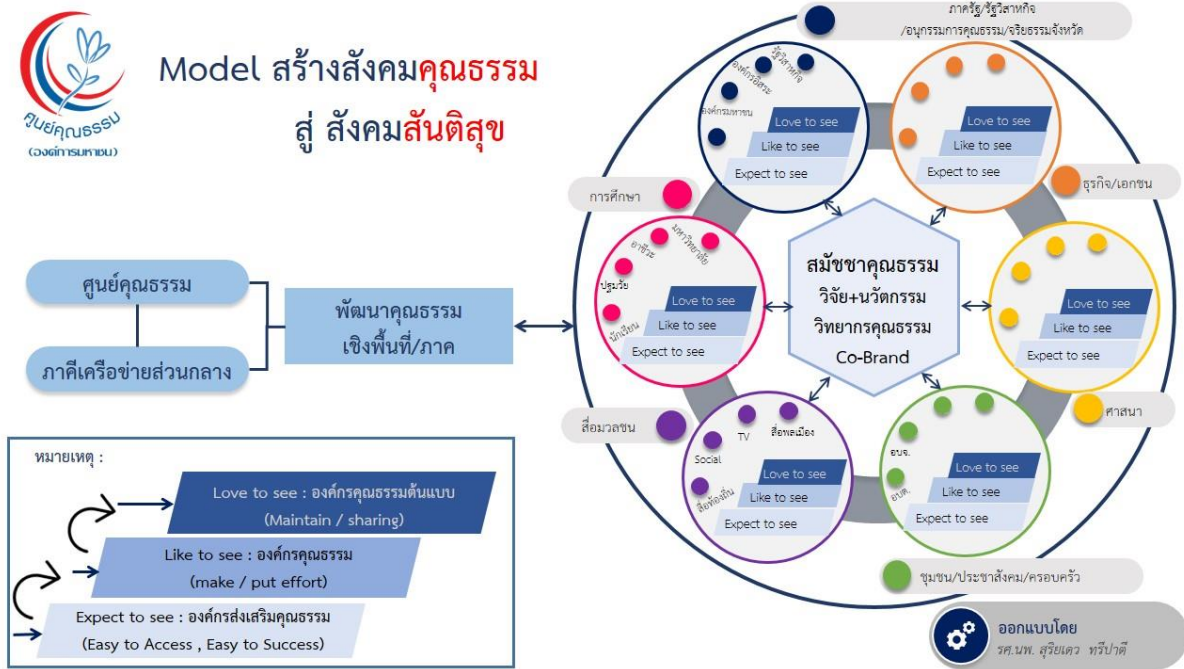 ศูนย์คุณธรรม
(องค์การมหาชน)
Model สร้างสังคมคุณธรรม
สู่ สังคมสันติสุข
ศูนย์คุณธรรม
ภาคีเครือข่ายส่วนกลาง
พัฒนาคุณธรรม
เชิงพื้นที่/ภาค
หมายเหตุ :
Love to see : องค์กรคุณธรรมต้นแบบ
(Maintain / sharing)
Like to see : องค์กรคุณธรรม
(make / put effort)
Expect to see : องค์กรส่งเสริมคุณธรรม
(Easy to Access , Easy to Success)
ภาครัฐ/รัฐวิสาหกิจ
/อนุกรรมการคุณธรรม/จริยธรรมจังหวัด
รัฐวิสาหกิจ
องค์กรอิสระ
องค์กรมหาชน
Love to see
Like to see
Expect to see
Love to see
Like to see
Expect to see
ธุรกิจ/เอกชน
การศึกษา
มหาวิทยาลัย
อาชีวะ
ปฐมวัย
นักเรียน
Love to see
Like to see
Expect to see
สมัชชาคุณธรรม
วิจัย+นวัตกรรม
วิทยากรคุณธรรม
Co-Brand
Love to see
Like to see
Expect to see
ศาสนา
สื่อมวลชน
สื่อพลเมือง
TV
Social
สื่อท้องถิ่น
Love to see
Like to see
Expect to see
อบจ.
อบต.
Love to see
Like to see
Expect to see
ชุมชน/ประชาสังคม/ครอบครัว
ออกแบบโดย
รศ.นพ. สุริยเดว ทรีปาตี